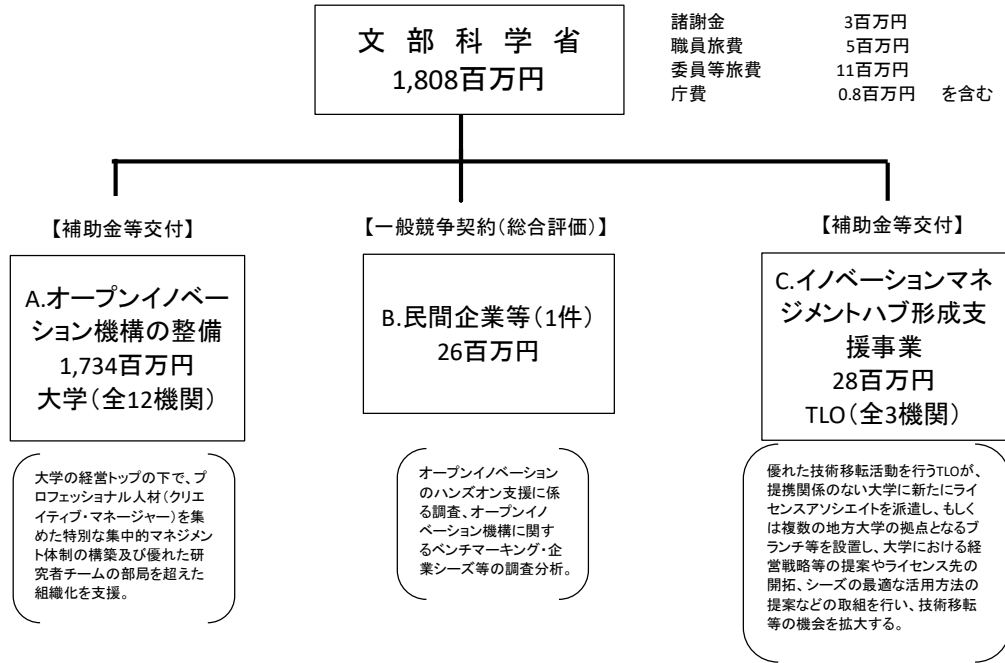 文部科学省
1,808百万円
諸謝金 3百万円
職員旅費 5百万円
委員等旅費 11百万円
庁費 0.8百万円 を含む
【補助金等交付】
A.オープンイノベー
ション機構の整備
1,734百万円
大学(全12機関)
大学の経営トップの下で、プ
ロフェッショナル人材(クリエ
イティブ・マネージャー)を集
めた特別な集中的マネジメン
ト体制の構築及び優れた研
究者チームの部局を超えた
組織化を支援。
【一般競争契約(総合評価)】
B.民間企業等(1件)
26百万円
オープンイノベーション
のハンズオン支援に係
る調査、オープンイノ
ベーション機構に関す
るベンチマーキング・企
業シーズ等の調査分析。
【補助金等交付】
C.イノベーションマネ
ジメントハブ形成支
援事業
28百万円
TLO(全3機関)
優れた技術移転活動を行うTLOが、
提携関係のない大学に新たにライ
センスアソシエイトを派遣し、もしく
は複数の地方大学の拠点となるブ
ランチ等を設置し、大学における経
営戦略等の提案やライセンス先の
開拓、シーズの最適な活用方法の
提案などの取組を行い、技術移転
等の機会を拡大する。